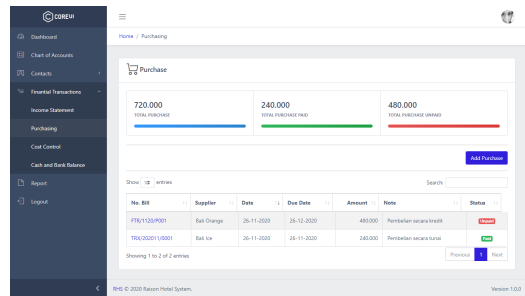 COREUI
Dashboard
Chart of Accounts
Contacts
Finantial Transactions
Income Statement
Purchasing
Cost Control
Cash and Bank Balance
Report
Logout
Home / Purchasing
Purchase
720.000
TOTAL PURCHASE
240.000
TOTAL PURCHASE PAID
480.000
TOTAL PURCHASE UNPAID
Add Purchase
Show entries
Search:
No. Bill Supplier Date Due Date Amount Note Status
FTR/1120/P001 Bali Orange 26-11-2020 26-12-2020 480.000 Pembelian secara kredit Unpaid
TRX/202011/0001 Bali Ice 26-11-2020 26-11-2020 240.000 Pembelian secara tunai Paid
Showing 1 to 2 of 2 entries
Previous 1 Next
RHS © 2020 Raison Hotel System.
Version 1.0.0